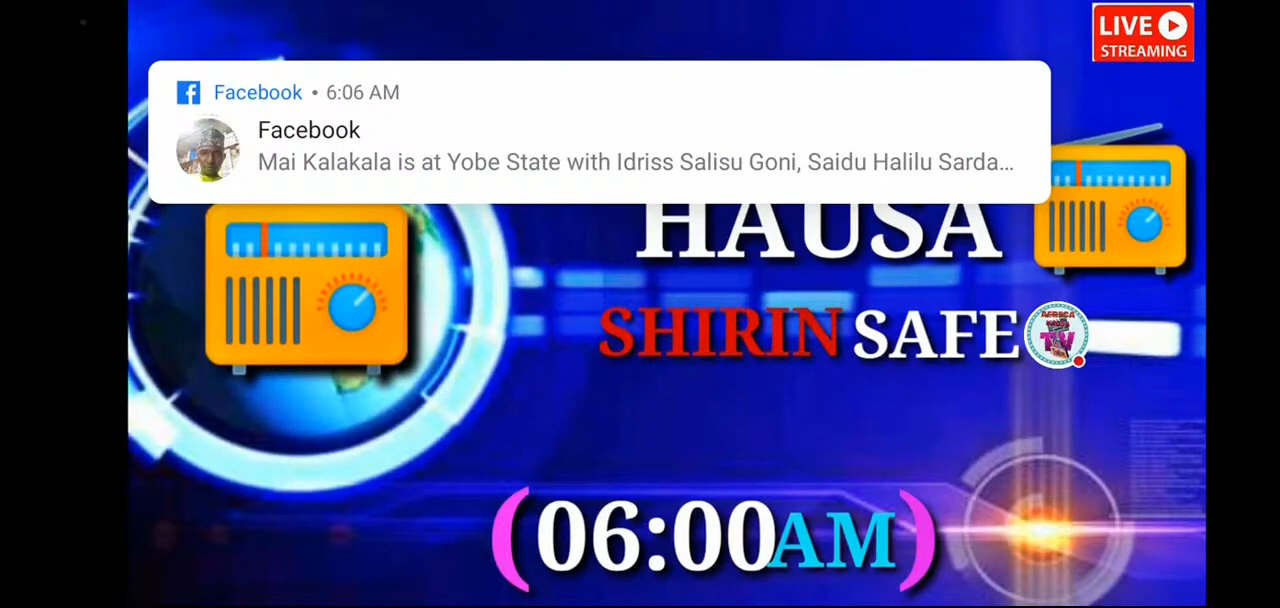 LIVE
STREAMING
Facebook • 6:06 AM
Facebook
Mai Kalakala is at Yobe State with Idriss Salisu Goni, Saidu Halilu Sarda...
HAUSA
SHIRIN SAFE
AFRICA
TV
(06:00AM)